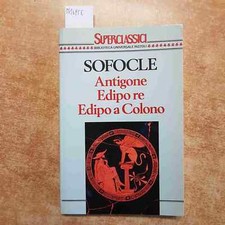 SUPERCLASSICI
BIBLIOTECA UNIVERSALE RIZZOLI
SOFOCLE
Antigone
Edipo re
Edipo a Colono